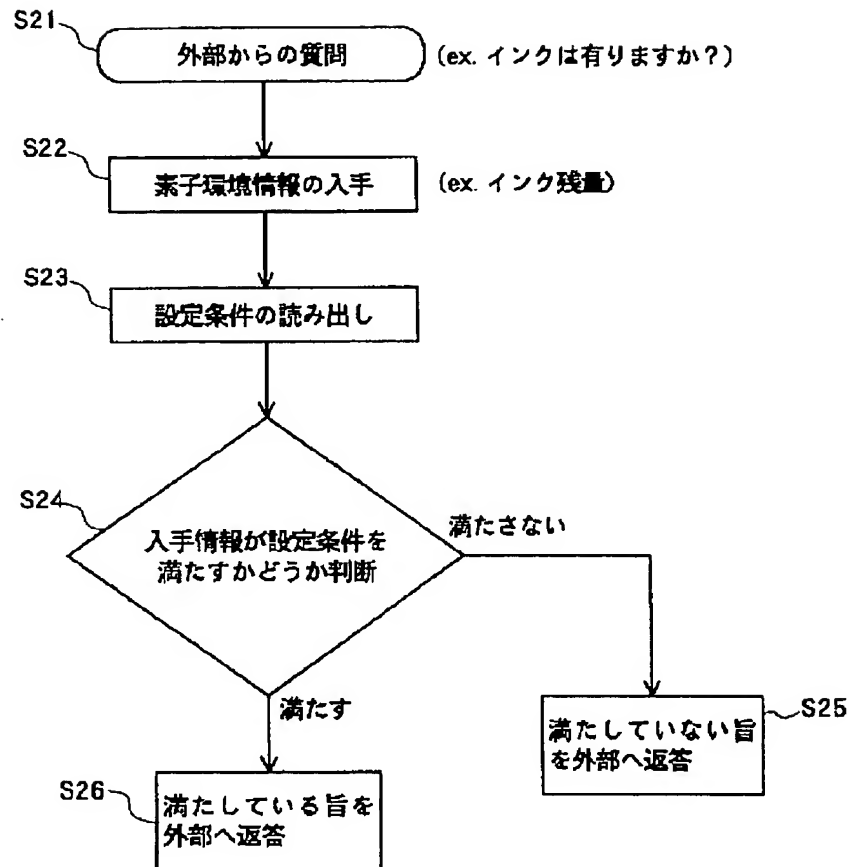 S21
外部からの質問
(ex. インクは有りますか?)
S22
素子環境情報の入手
(ex. インク残量)
S23
設定条件の読み出し
S24
入手情報が設定条件を
満たすかどうか判断
満たさない
満たす
満たしていない旨
を外部へ返答
S25
S26
満たしている旨を
外部へ返答